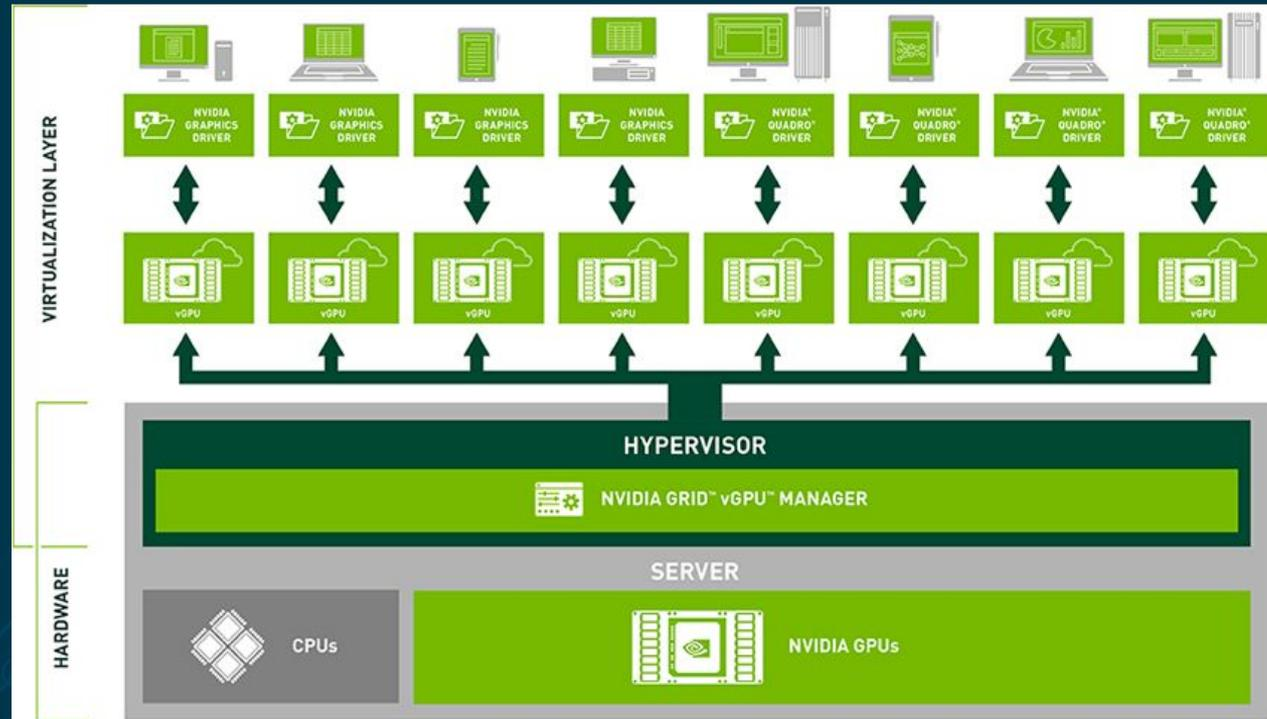 VIRTUALIZATION LAYER
NVIDIA
GRAPHICS
DRIVER
NVIDIA
GRAPHICS
DRIVER
NVIDIA
GRAPHICS
DRIVER
NVIDIA
GRAPHICS
DRIVER
NVIDIA®
QUADRO®
DRIVER
NVIDIA®
QUADRO®
DRIVER
NVIDIA®
QUADRO®
DRIVER
NVIDIA®
QUADRO®
DRIVER
vGPU
vGPU
vGPU
vGPU
vGPU
vGPU
vGPU
vGPU
HYPERVISOR
NVIDIA GRID™ vGPU™ MANAGER
HARDWARE
SERVER
CPUs
NVIDIA GPUs